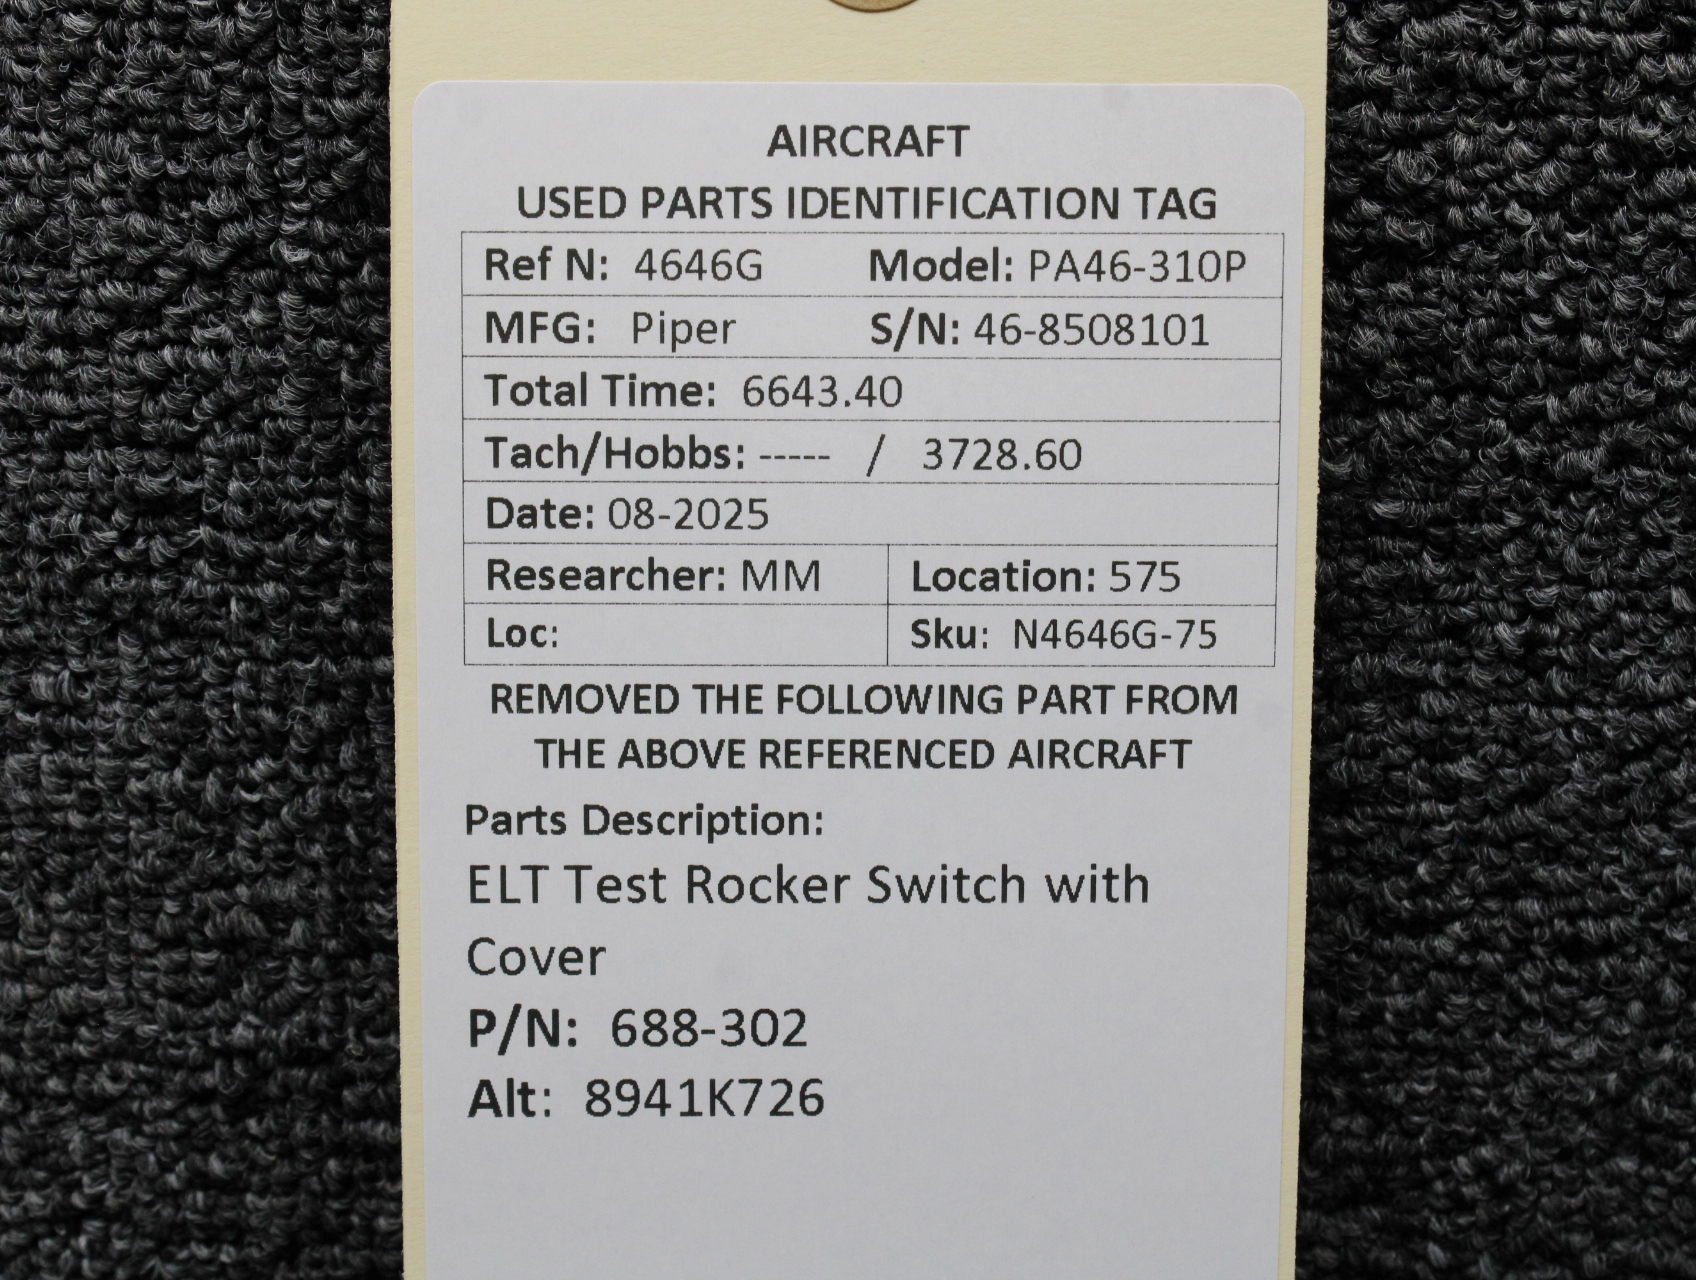 AIRCRAFT
USED PARTS IDENTIFICATION TAG
Ref N: 4646G Model: PA46-310P
MFG: Piper S/N: 46-8508101
Total Time: 6643.40
Tach/Hobbs: ----- / 3728.60
Date: 08-2025
Researcher: MM Location: 575
Loc: Sku: N4646G-75
REMOVED THE FOLLOWING PART FROM
THE ABOVE REFERENCED AIRCRAFT
Parts Description:
ELT Test Rocker Switch with
Cover
P/N: 688-302
Alt: 8941K726